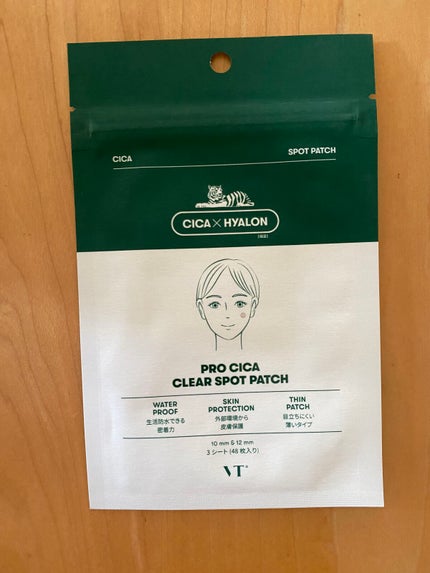 CICA
SPOT PATCH
CICA×HYALON
PRO CICA
CLEAR SPOT PATCH
WATER
PROOF
生活防水できる
密着力
SKIN
PROTECTION
外部環境から
皮膚保護
THIN
PATCH
目立ちにくい
薄いタイプ
10 mm & 12 mm
3 シート (48 枚入り)
VT